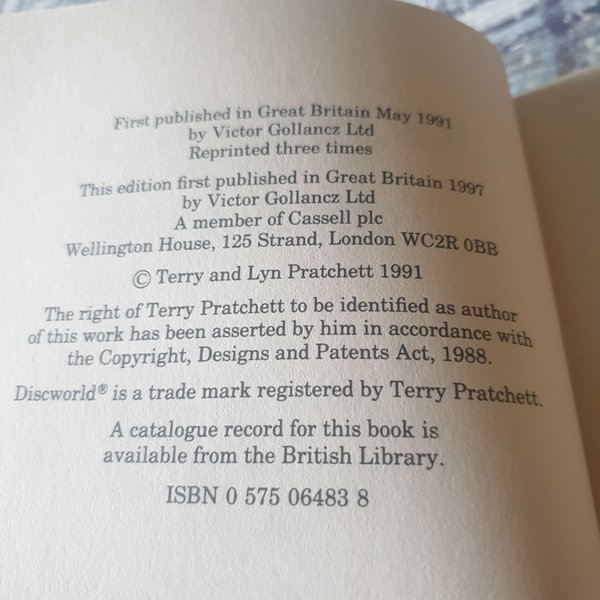 First published in Great Britain May 1991
by Victor Gollancz Ltd
Reprinted three times
This edition first published in Great Britain 1997
by Victor Gollancz Ltd
A member of Cassell plc
Wellington House, 125 Strand, London WC2R 0BB
© Terry and Lyn Pratchett 1991
The right of Terry Pratchett to be identified as author
of this work has been asserted by him in accordance with
the Copyright, Designs and Patents Act, 1988.
Discworld® is a trade mark registered by Terry Pratchett.
A catalogue record for this book is
available from the British Library.
ISBN 0 575 06483 8